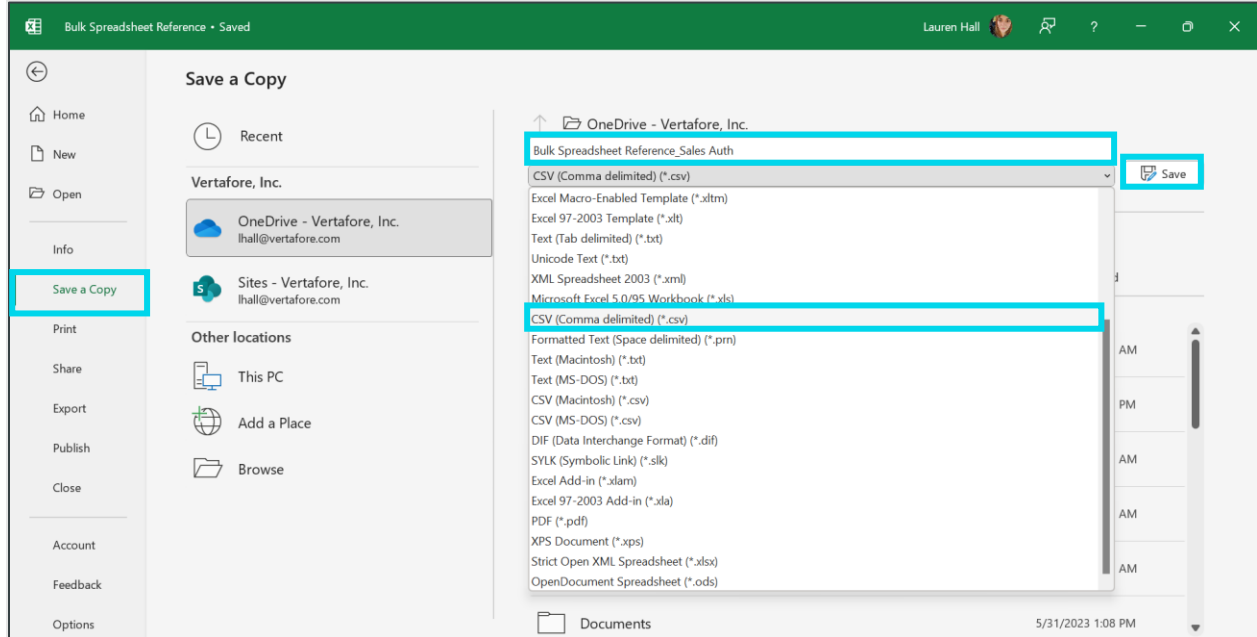 Bulk Spreadsheet Reference • Saved
Lauren Hall
?
Save a Copy
Home
New
Open
Info
Save a Copy
Print
Share
Export
Publish
Close
Account
Feedback
Options
Recent
Vertafore, Inc.
OneDrive - Vertafore, Inc.
lhall@vertafore.com
S
Sites - Vertafore, Inc.
lhall@vertafore.com
Other locations
This PC
Add a Place
Browse
OneDrive - Vertafore, Inc.
Bulk Spreadsheet Reference_Sales Auth
CSV (Comma delimited) (*.csv)
Save
Excel Macro-Enabled Template (*.xltm)
Excel 97-2003 Template (*.xlt)
Text (Tab delimited) (*.txt)
Unicode Text (*.txt)
XML Spreadsheet 2003 (*.xml)
Microsoft Excel 5.0/95 Workbook (*.xls)
CSV (Comma delimited) (*.csv)
Formatted Text (Space delimited) (*.prn)
Text (Macintosh) (*.txt)
Text (MS-DOS) (*.txt)
CSV (Macintosh) (*.csv)
CSV (MS-DOS) (*.csv)
DIF (Data Interchange Format) (*.dif)
SYLK (Symbolic Link) (*.slk)
Excel Add-in (*.xlam)
Excel 97-2003 Add-in (*.xla)
PDF (*.pdf)
XPS Document (*.xps)
Strict Open XML Spreadsheet (*.xlsx)
OpenDocument Spreadsheet (*.ods)
AM
PM
AM
AM
AM
Documents
5/31/2023 1:08 PM